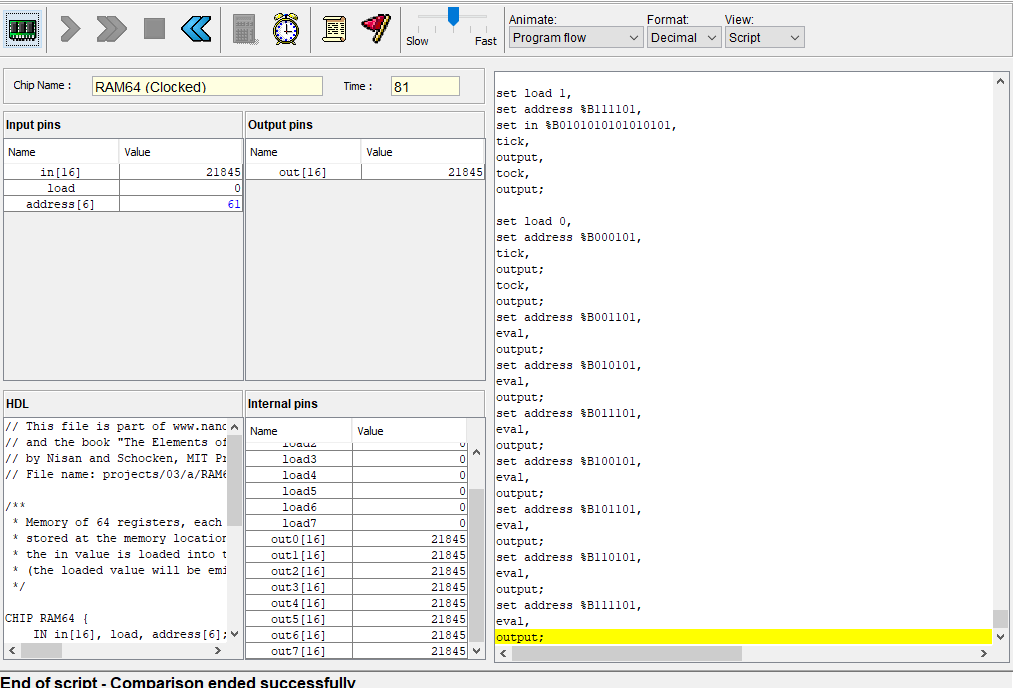 Animate: Format: View:
Slow Fast Program flow Decimal Script
Chip Name : RAM64 (Clocked) Time : 81
Input pins
Name Value
in[16] 21845
load 0
address[6] 61
Output pins
Name Value
out[16] 21845
HDL
// This file is part of www.nand
// and the book "The Elements of
// by Nisan and Schocken, MIT Pr
// File name: projects/03/a/RAM6
/**
* Memory of 64 registers, each
* stored at the memory location
* the in value is loaded into t
* (the loaded value will be emi
*/
CHIP RAM64 {
IN in[16], load, address[6];
Internal pins
Name Value
load2 0
load3 0
load4 0
load5 0
load6 0
load7 0
out0[16] 21845
out1[16] 21845
out2[16] 21845
out3[16] 21845
out4[16] 21845
out5[16] 21845
out6[16] 21845
out7[16] 21845
set load 1,
set address %B111101,
set in %B0101010101010101,
tick,
output,
tock,
output;
set load 0,
set address %B000101,
tick,
output;
tock,
output;
set address %B001101,
eval,
output;
set address %B010101,
eval,
output;
set address %B011101,
eval,
output;
set address %B100101,
eval,
output;
set address %B101101,
eval,
output;
set address %B110101,
eval,
output;
set address %B111101,
eval,
output;
End of script - Comparison ended successfully